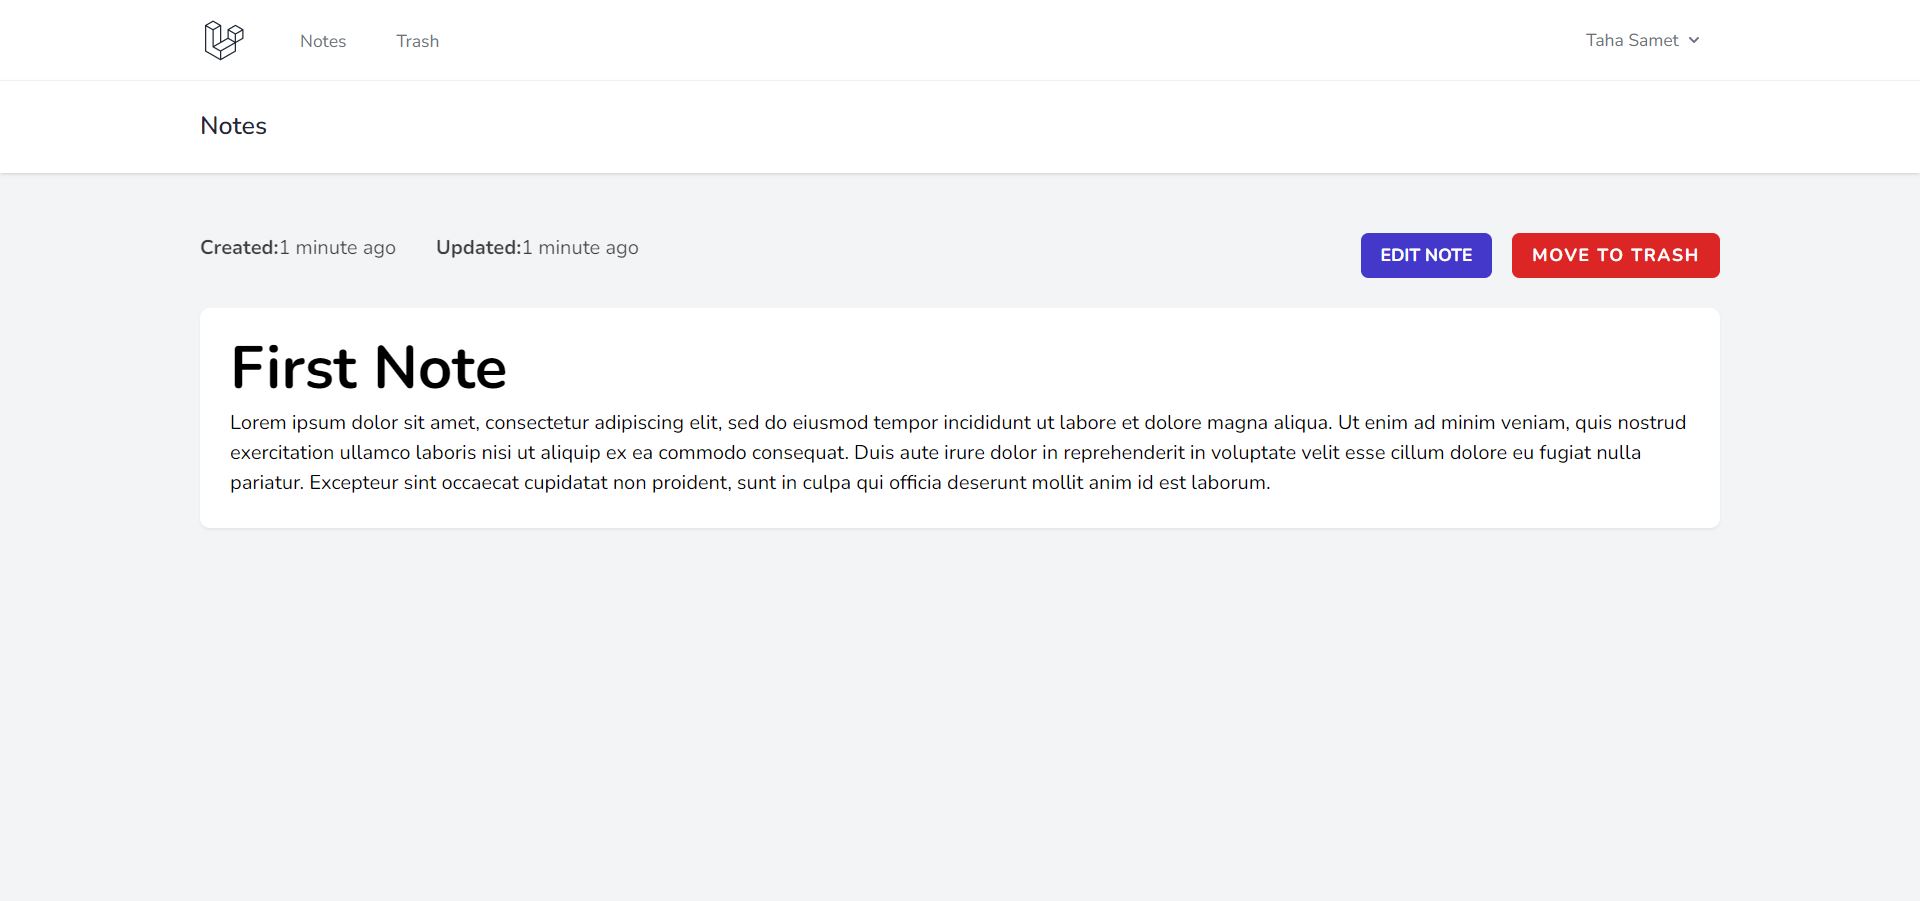 Notes
Trash
Taha Samet
Notes
Created:1 minute ago
Updated:1 minute ago
EDIT NOTE
MOVE TO TRASH
First Note
Lorem ipsum dolor sit amet, consectetur adipiscing elit, sed do eiusmod tempor incididunt ut labore et dolore magna aliqua. Ut enim ad minim veniam, quis nostrud
exercitation ullamco laboris nisi ut aliquip ex ea commodo consequat. Duis aute irure dolor in reprehenderit in voluptate velit esse cillum dolore eu fugiat nulla
pariatur. Excepteur sint occaecat cupidatat non proident, sunt in culpa qui officia deserunt mollit anim id est laborum.